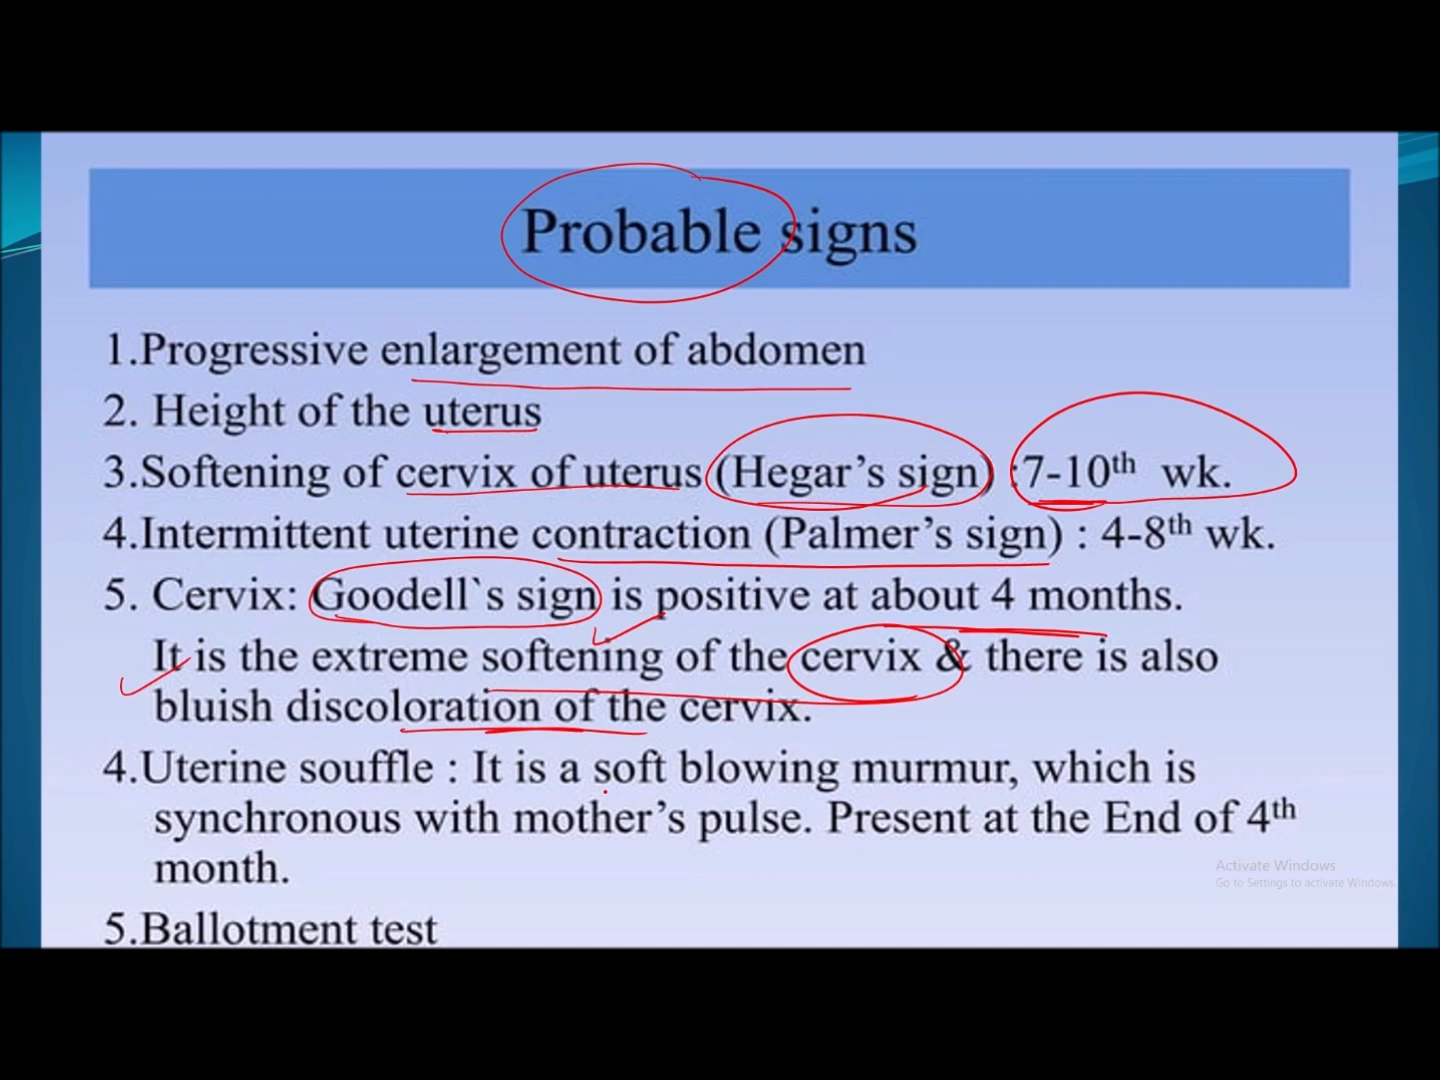 Probable signs
1.Progressive enlargement of abdomen
2. Height of the uterus
3.Softening of cervix of uterus (Hegar's sign) :7-10th wk.
4.Intermittent uterine contraction (Palmer's sign) : 4-8th wk.
5. Cervix: Goodell`s sign is positive at about 4 months.
It is the extreme softening of the cervix & there is also
bluish discoloration of the cervix.
4.Uterine souffle : It is a soft blowing murmur, which is
synchronous with mother's pulse. Present at the End of 4th
month.
Activate Windows
Go to Settings to activate Windows.
5.Ballotment test